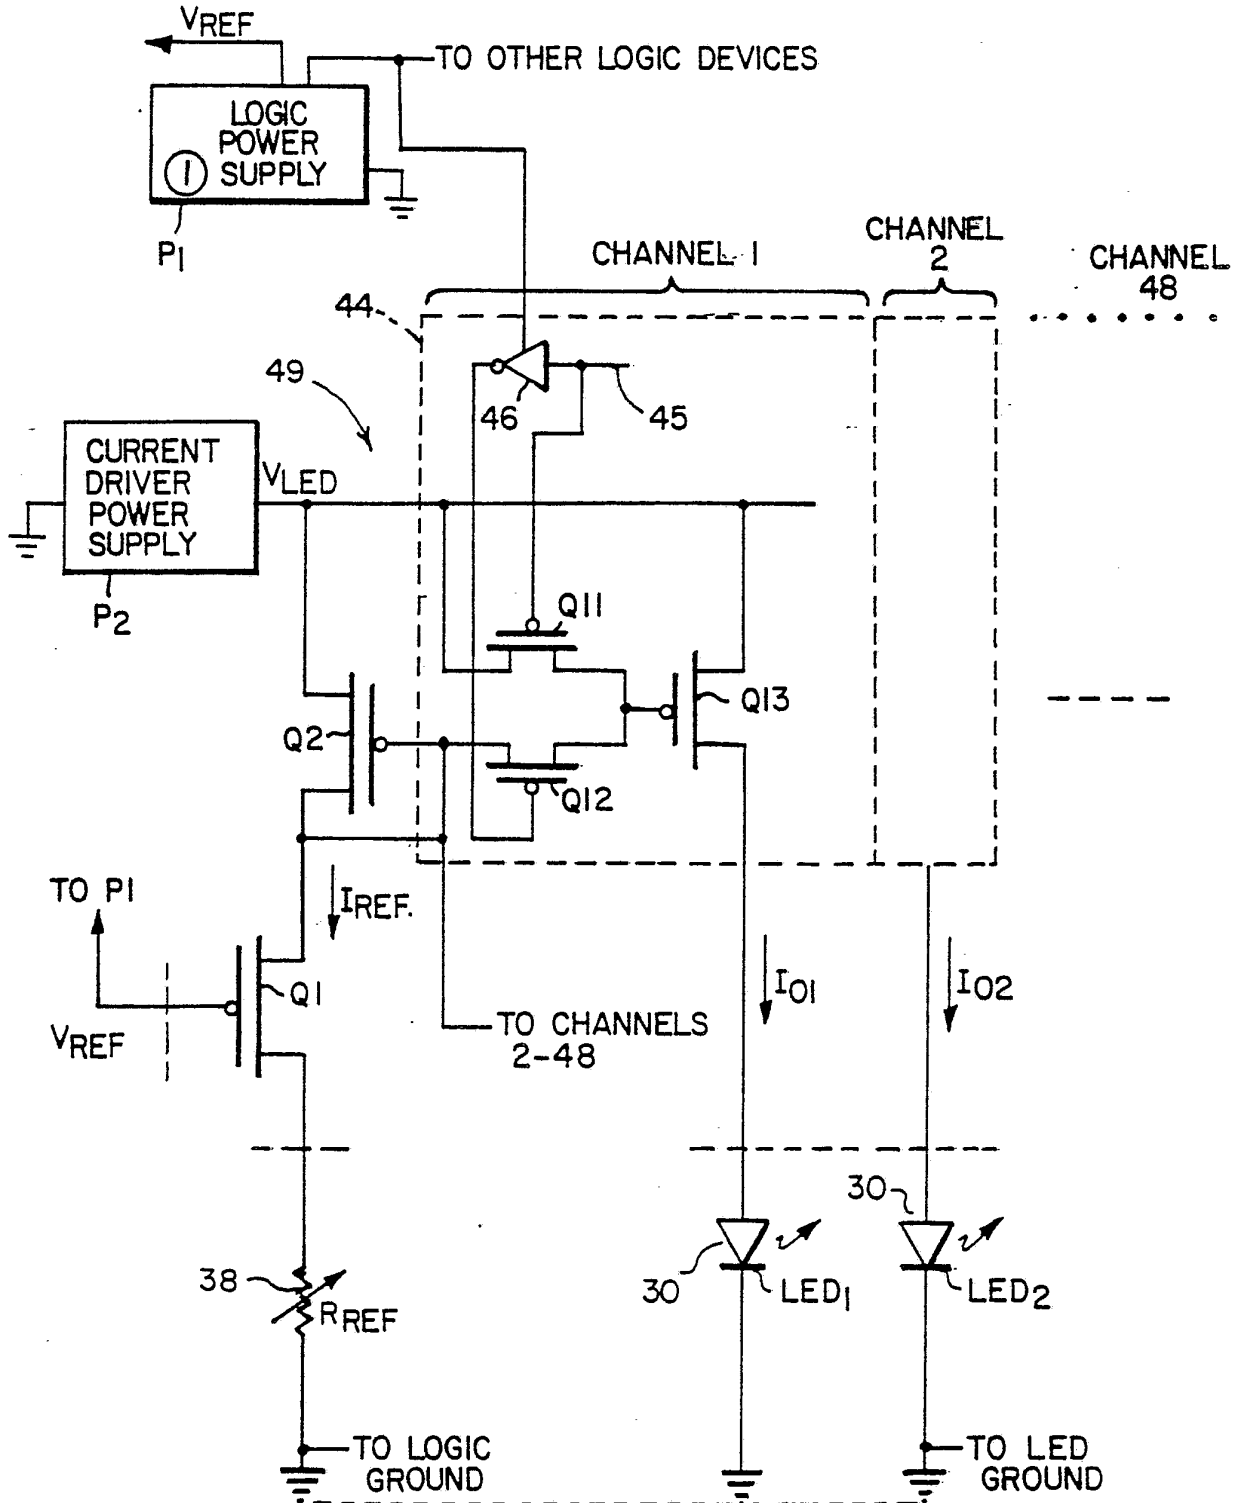 VREF
TO OTHER LOGIC DEVICES
LOGIC
POWER
1 SUPPLY
P1
CHANNEL 1
CHANNEL
2
CHANNEL
48
44
49
46
45
CURRENT
DRIVER
POWER
SUPPLY
VLED
P2
Q11
Q13
Q2
Q12
TO P1
IREF.
Q1
VREF
IO1
IO2
TO CHANNELS
2-48
30
38
RREF
30
LED1
LED2
TO LOGIC
GROUND
TO LED
GROUND